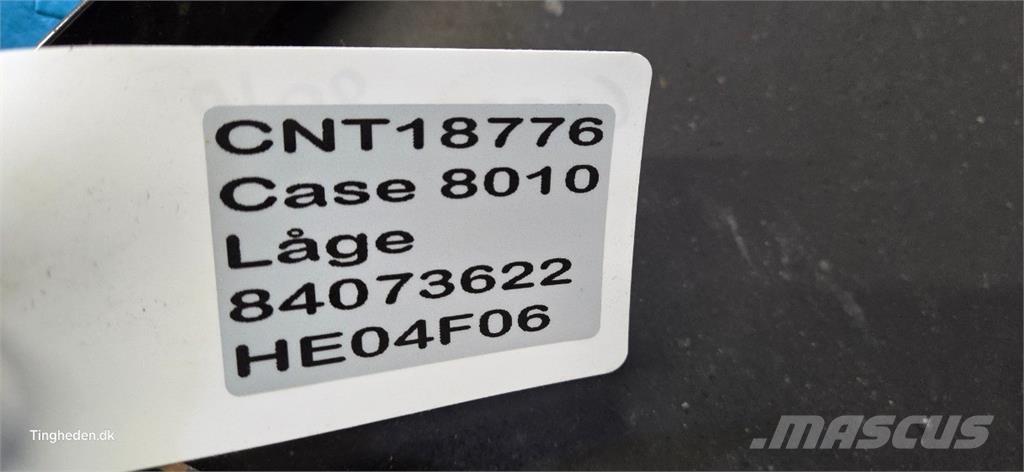 CNT18776
Case 8010
Låge
84073622
HE04F06
Tingheden.dk
.MASCUS